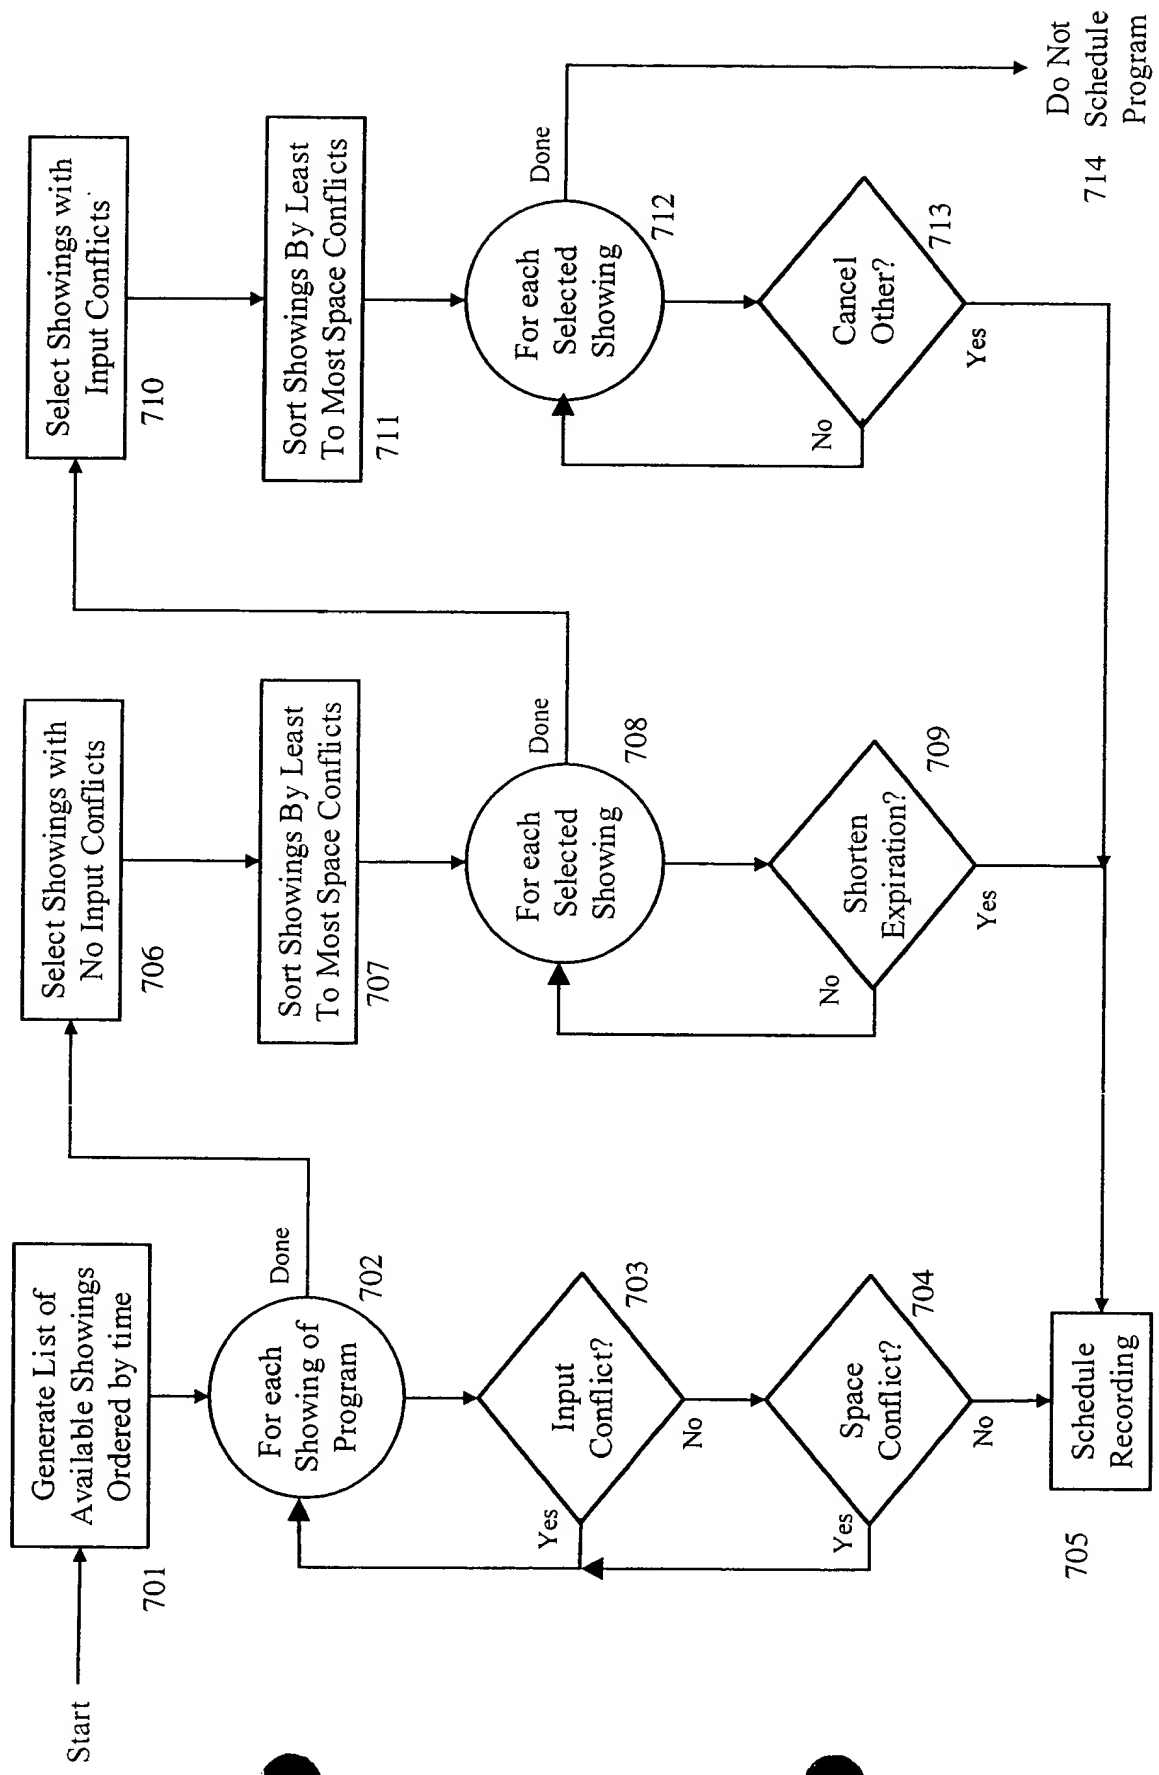 Start
Generate List of
Available Showings
Ordered by time
701
For each
Showing of
Program
702
Done
Input
Conflict?
703
Yes
No
Space
Conflict?
704
Yes
No
Schedule
Recording
705
Select Showings with
No Input Conflicts
706
Sort Showings By Least
To Most Space Conflicts
707
For each
Selected
Showing
708
Done
Shorten
Expiration?
709
No
Yes
Select Showings with
Input Conflicts
710
Sort Showings By Least
To Most Space Conflicts
711
For each
Selected
Showing
712
Done
Cancel
Other?
713
No
Yes
714
Do Not
Schedule
Program